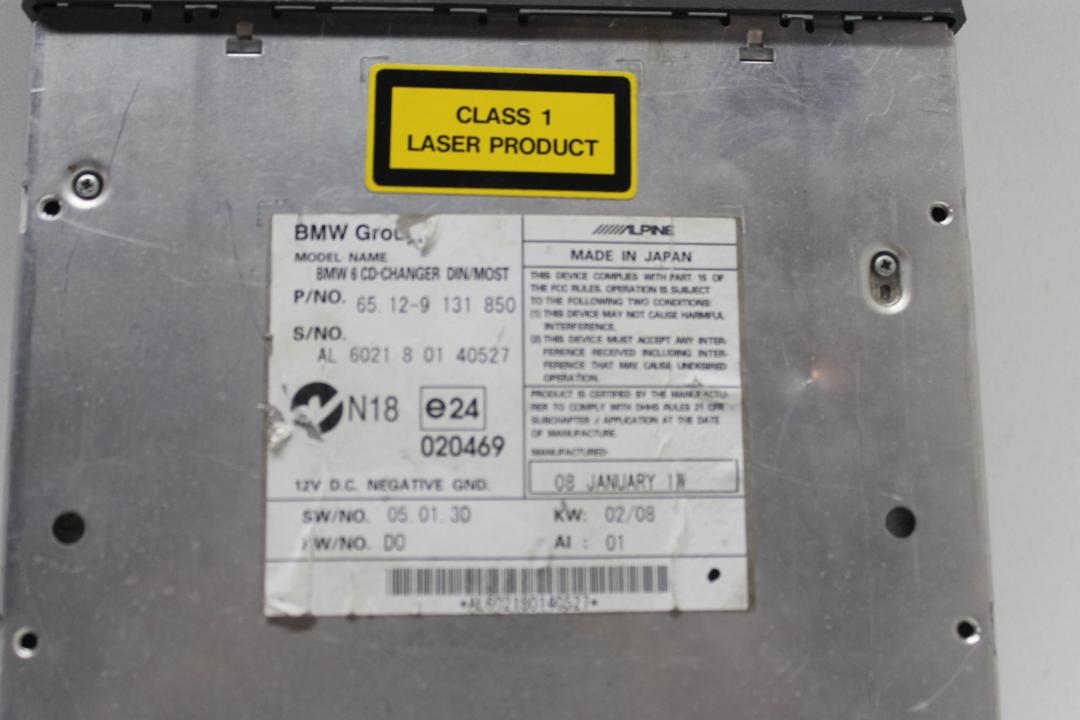 CLASS 1
LASER PRODUCT
BMW Group
MODEL NAME
BMW 6 CD-CHANGER DIN/MOST
P/NO. 65.12-9 131 850
S/NO.
AL 6021 8 01 40527
N18 e24
020469
12V D.C. NEGATIVE GND.
ALPINE
MADE IN JAPAN
THIS DEVICE COMPLIES WITH PART 15 OF
THE FCC RULES. OPERATION IS SUBJECT
TO THE FOLLOWING TWO CONDITIONS:
(1) THIS DEVICE MAY NOT CAUSE HARMFUL
INTERFERENCE.
(2) THIS DEVICE MUST ACCEPT ANY INTER-
FERENCE RECEIVED INCLUDING INTER-
FERENCE THAT MAY CAUSE UNDESIRED
OPERATION.
PRODUCT IS CERTIFIED BY THE MANUFACTU-
RER TO COMPLY WITH DHHS RULES 21 CFR
SUBCHAPTER J APPLICATION AT THE DATE
OF MANUFACTURE.
MANUFACTURED:
08 JANUARY
SW/NO. 05.01.30 KW: 02/08
HW/NO. D0 AI : 01
*AL602180140527*